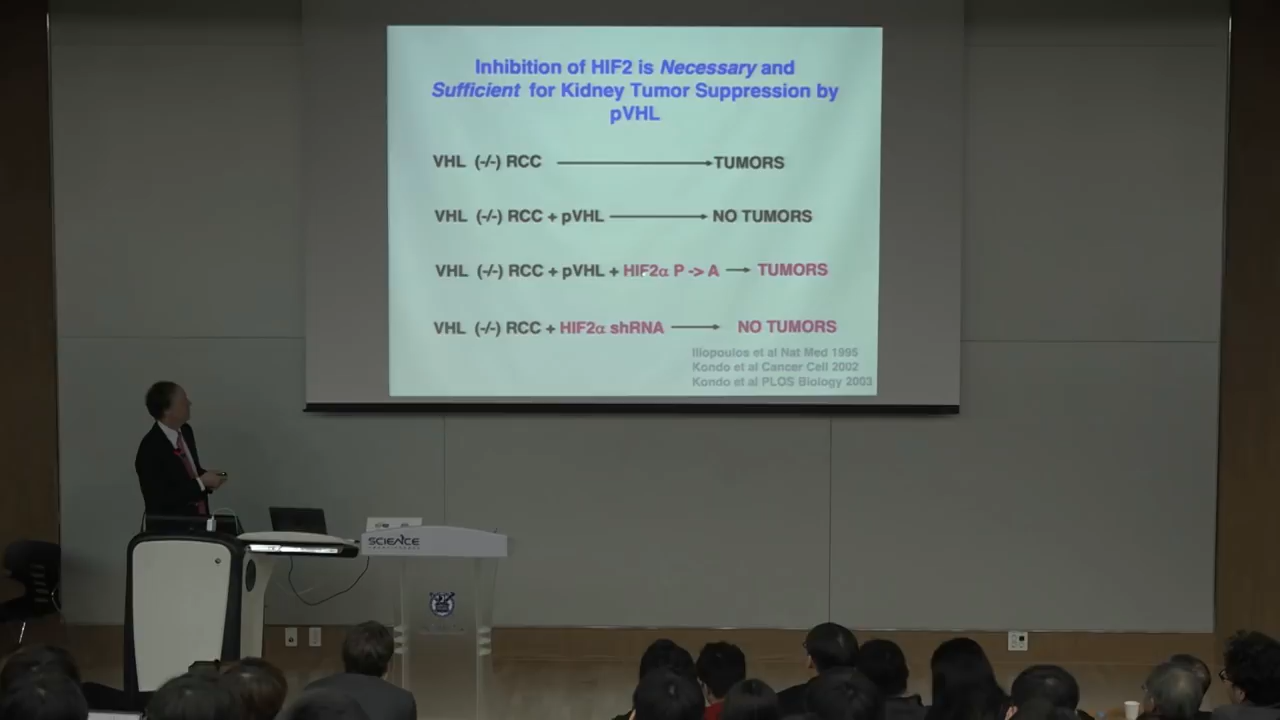 Inhibition of HIF2 is Necessary and
Sufficient for Kidney Tumor Suppression by
pVHL
VHL (-/-) RCC → TUMORS
VHL (-/-) RCC + pVHL → NO TUMORS
VHL (-/-) RCC + pVHL + HIF2α P -> A → TUMORS
VHL (-/-) RCC + HIF2α shRNA → NO TUMORS
Iliopoulos et al Nat Med 1995
Kondo et al Cancer Cell 2002
Kondo et al PLOS Biology 2003
SCIENCE